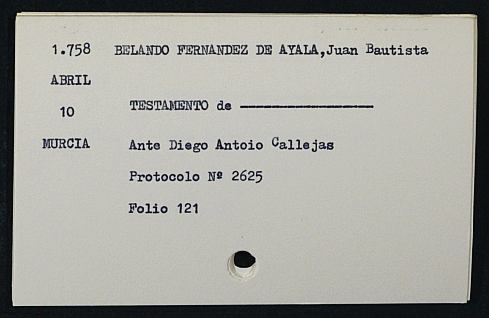 1.758 BELANDO FERNANDEZ DE AYALA,Juan Bautista
ABRIL
10 TESTAMENTO de ------------------
MURCIA Ante Diego Antoio Callejas
Protocolo Nº 2625
Folio 121